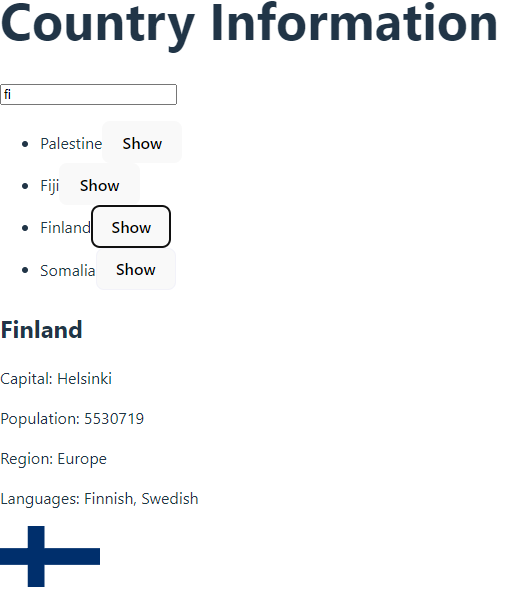 Country Information
fi
Palestine Show
Fiji Show
Finland Show
Somalia Show
Finland
Capital: Helsinki
Population: 5530719
Region: Europe
Languages: Finnish, Swedish